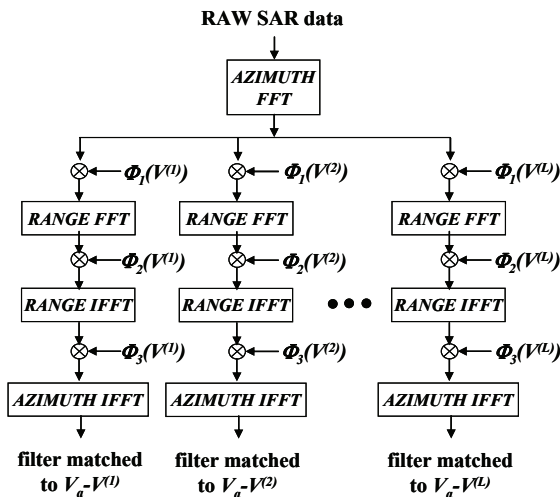 RAW SAR data
AZIMUTH
FFT
Φ₁(V⁽¹⁾) Φ₁(V⁽²⁾) Φ₁(V⁽ᴸ⁾)
RANGE FFT RANGE FFT RANGE FFT
Φ₂(V⁽¹⁾) Φ₂(V⁽²⁾) Φ₂(V⁽ᴸ⁾)
RANGE IFFT RANGE IFFT ••• RANGE IFFT
Φ₃(V⁽¹⁾) Φ₃(V⁽²⁾) Φ₃(V⁽ᴸ⁾)
AZIMUTH IFFT AZIMUTH IFFT AZIMUTH IFFT
filter matched filter matched filter matched
to Vₐ-V⁽¹⁾ to Vₐ-V⁽²⁾ to Vₐ-V⁽ᴸ⁾